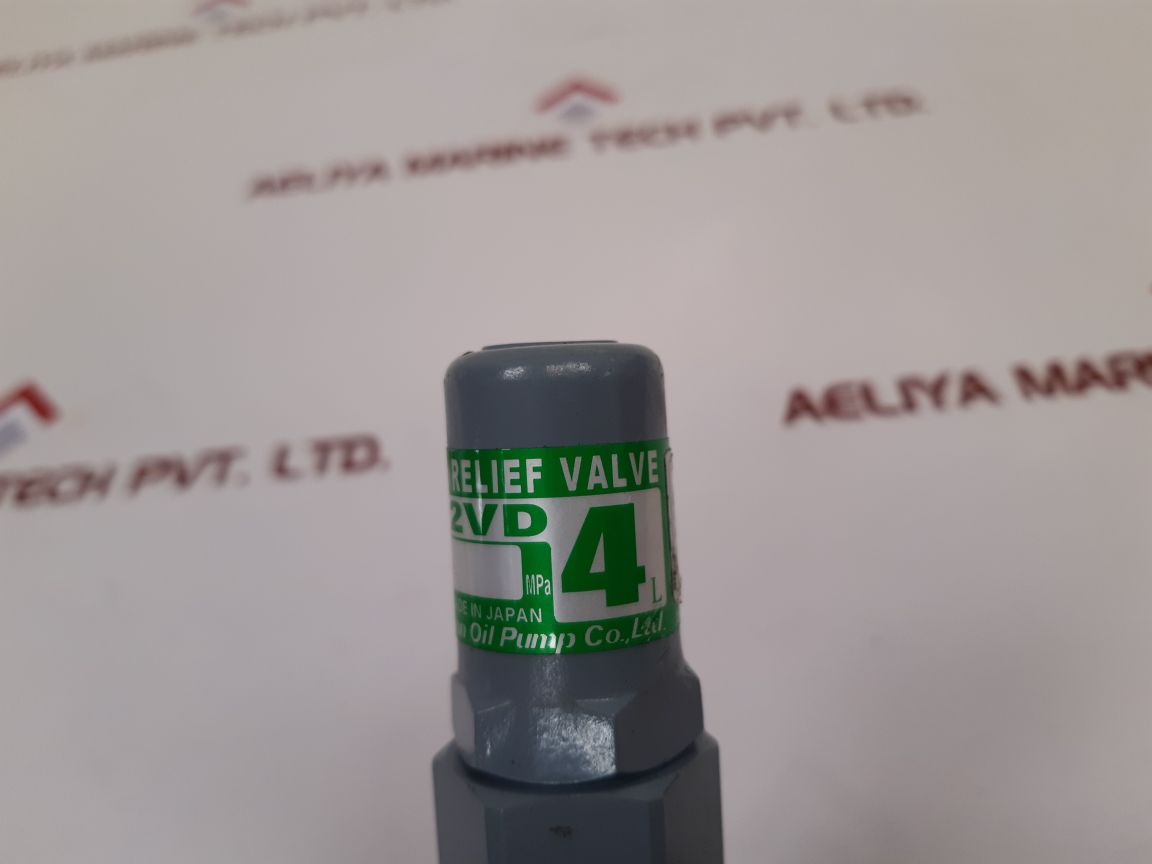 AELIYA MARINE TECH PVT. LTD.
TECH PVT. LTD.
AELIYA
RELIEF VALVE
2VD
4
L
MPa
IN JAPAN
Oil Pump Co.,Ltd.